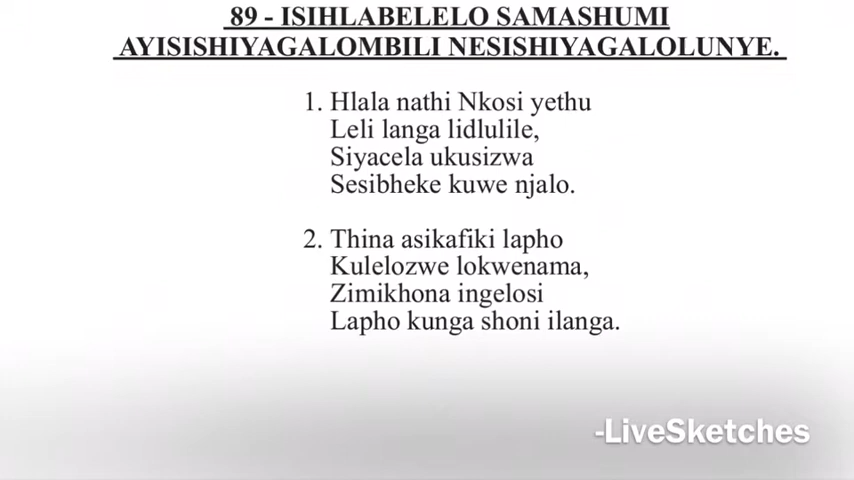 89 - ISIHLABELELO SAMASHUMI
AYISISHIYAGALOMBILI NESISHIYAGALOLUNYE.
1. Hlala nathi Nkosi yethu
Leli langa lidlulile,
Siyacela ukusizwa
Sesibheke kuwe njalo.
2. Thina asikafiki lapho
Kulelozwe lokwenama,
Zimikhona ingelosi
Lapho kunga shoni ilanga.
-LiveSketches